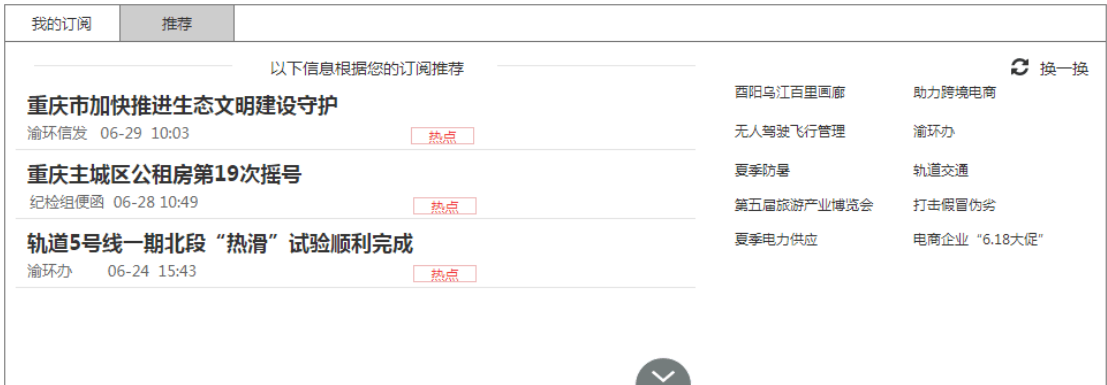 我的订阅 推荐
以下信息根据您的订阅推荐
换一换
重庆市加快推进生态文明建设守护
渝环信发 06-29 10:03 热点
重庆主城区公租房第19次摇号
纪检组便函 06-28 10:49 热点
轨道5号线一期北段“热滑”试验顺利完成
渝环办 06-24 15:43 热点
酉阳乌江百里画廊 助力跨境电商
无人驾驶飞行管理 渝环办
夏季防暑 轨道交通
第五届旅游产业博览会 打击假冒伪劣
夏季电力供应 电商企业“6.18大促”